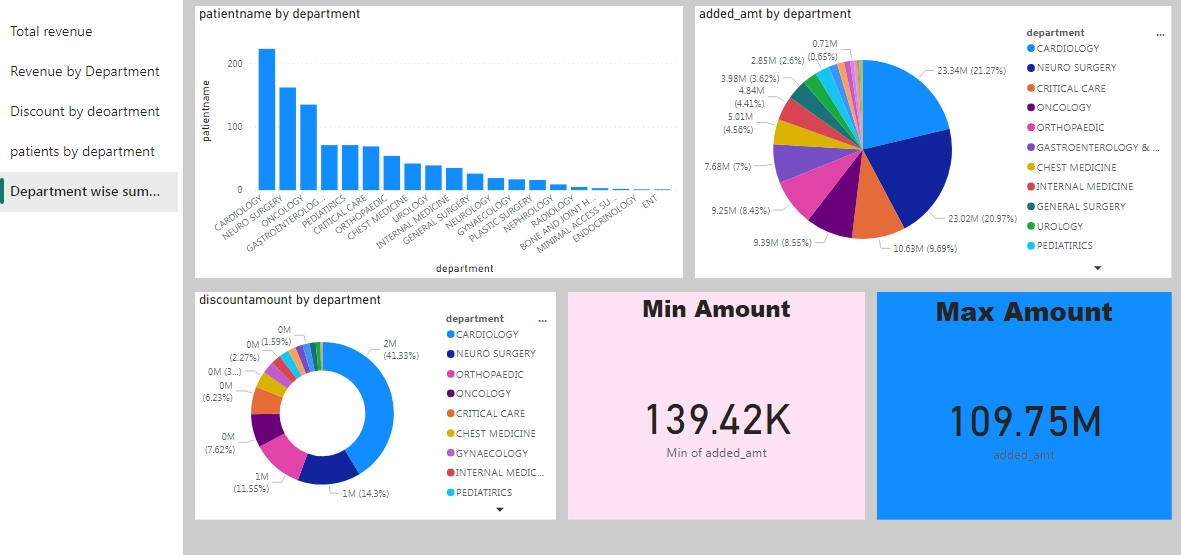 Total revenue
Revenue by Department
Discount by deoartment
patients by department
Department wise sum...
patientname by department
patientname
200
100
0
CARDIOLOGY
NEURO SURGERY
ONCOLOGY
GASTROENTEROLOG...
PEDIATIRICS
CRITICAL CARE
ORTHOPAEDIC
CHEST MEDICINE
UROLOGY
INTERNAL MEDICINE
GENERAL SURGERY
NEUROLOGY
GYNAECOLOGY
PLASTIC SURGERY
NEPHROLOGY
RADIOLOGY
BONE AND JOINT H...
MINIMAL ACCESS SU...
ENDOCRINOLOGY
ENT
department
added_amt by department
...
23.34M (21.27%)
23.02M (20.97%)
10.63M (9.69%)
9.39M (8.55%)
9.25M (8.43%)
7.68M (7%)
5.01M
(4.56%)
4.84M
(4.41%)
3.98M (3.62%)
2.85M (2.6%)
0.71M
(0.65%)
department
CARDIOLOGY
NEURO SURGERY
CRITICAL CARE
ONCOLOGY
ORTHOPAEDIC
GASTROENTEROLOGY & ...
CHEST MEDICINE
INTERNAL MEDICINE
GENERAL SURGERY
UROLOGY
PEDIATIRICS
discountamount by department
...
2M
(41.33%)
1M (14.3%)
1M
(11.55%)
0M
(7.62%)
0M
(6.23%)
0M (3...)
0M
(2.27%)
0M
(1.59%)
department
CARDIOLOGY
NEURO SURGERY
ORTHOPAEDIC
ONCOLOGY
CRITICAL CARE
CHEST MEDICINE
GYNAECOLOGY
INTERNAL MEDIC...
PEDIATIRICS
Min Amount
139.42K
Min of added_amt
Max Amount
109.75M
added_amt